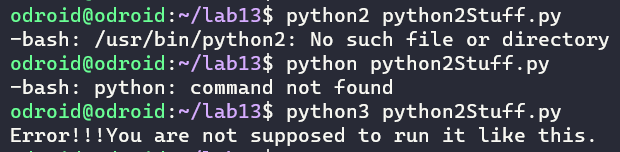 odroid@odroid:~/lab13$ python2 python2Stuff.py
-bash: /usr/bin/python2: No such file or directory
odroid@odroid:~/lab13$ python python2Stuff.py
-bash: python: command not found
odroid@odroid:~/lab13$ python3 python2Stuff.py
Error!!!You are not supposed to run it like this.